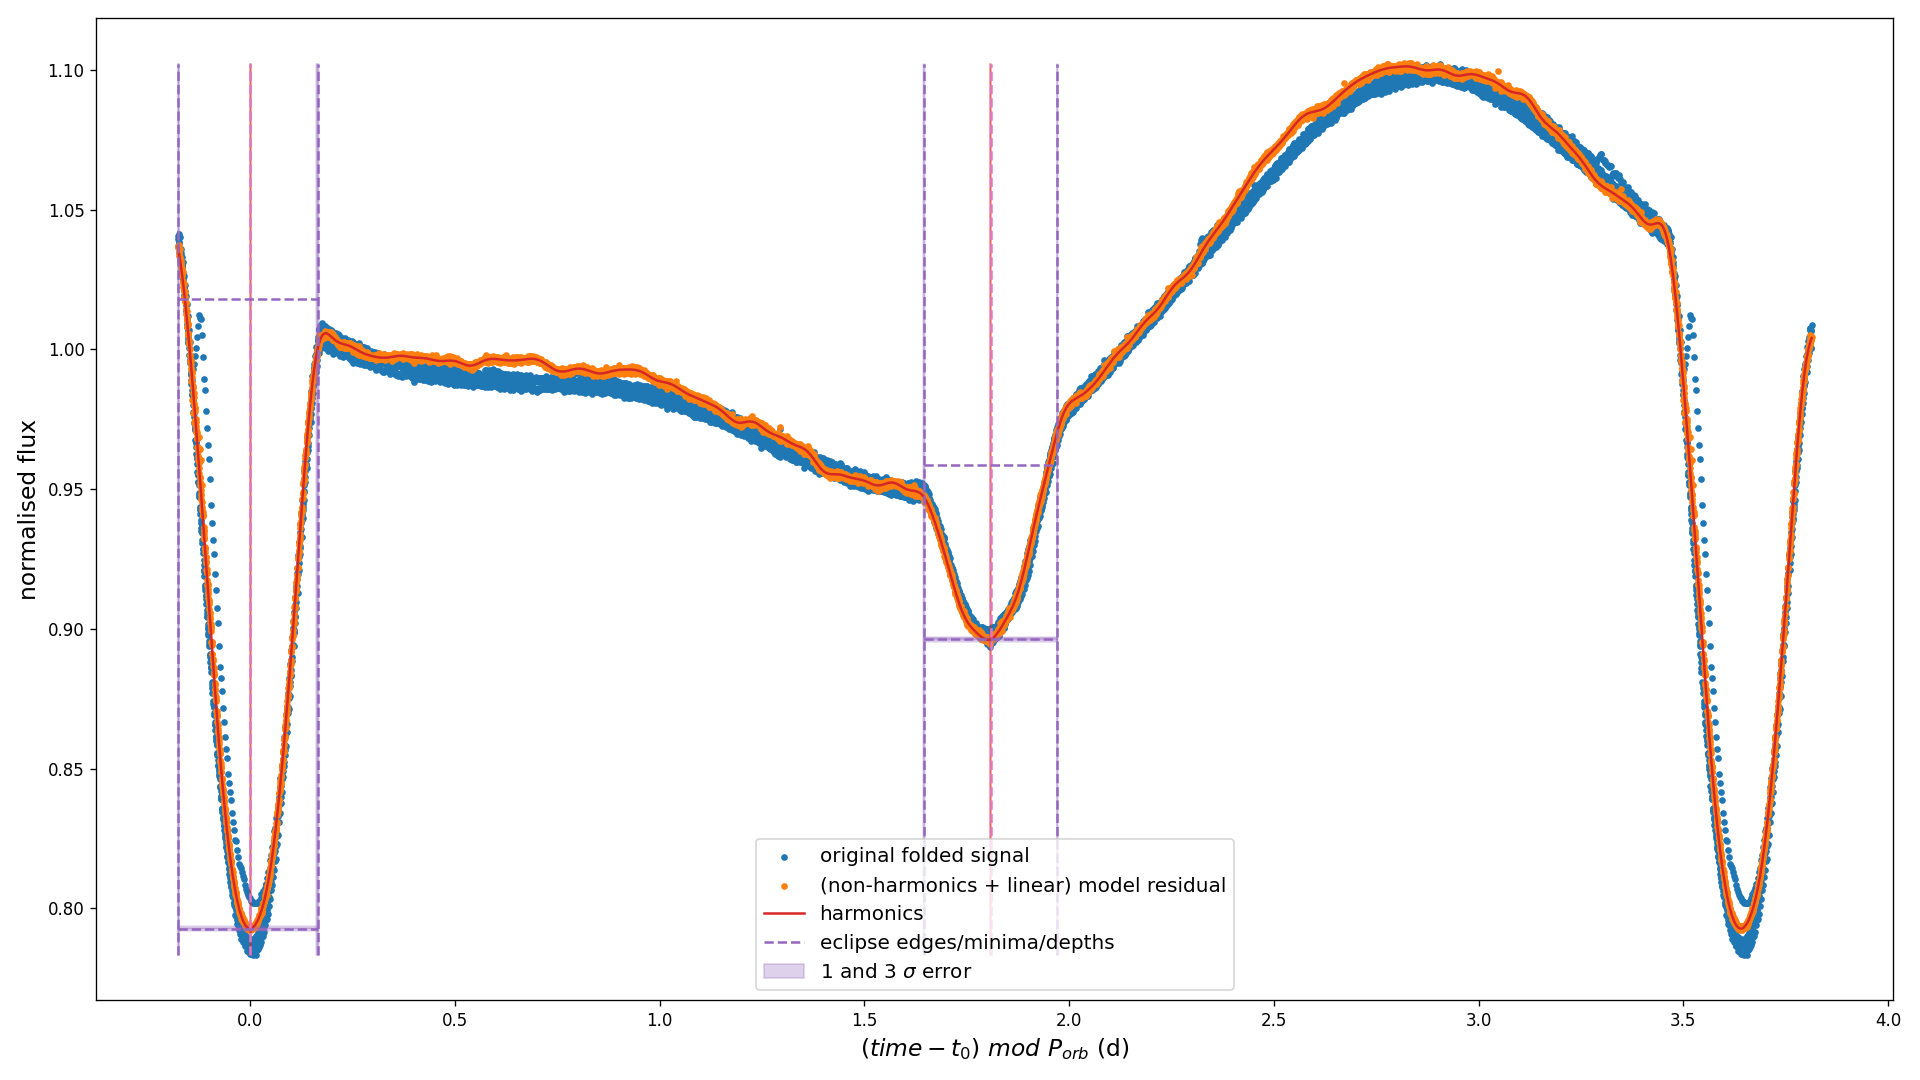 1.10
1.05
1.00
0.95
0.90
0.85
0.80
normalised flux
original folded signal
(non-harmonics + linear) model residual
harmonics
eclipse edges/minima/depths
1 and 3 σ error
0.0 0.5 1.0 1.5 2.0 2.5 3.0 3.5 4.0
(time − t₀) mod Pₒᵣb (d)